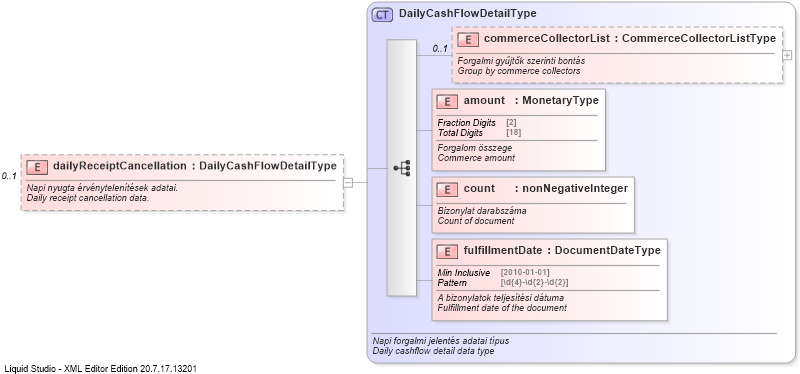 CT DailyCashFlowDetailType
0..1
E commerceCollectorList : CommerceCollectorListType
Forgalmi gyűjtők szerinti bontás
Group by commerce collectors
E amount : MonetaryType
Fraction Digits [2]
Total Digits [18]
Forgalom összege
Commerce amount
0..1
E dailyReceiptCancellation : DailyCashFlowDetailType
Napi nyugta érvénytelenítések adatai.
Daily receipt cancellation data.
E count : nonNegativeInteger
Bizonylat darabszáma
Count of document
E fulfillmentDate : DocumentDateType
Min Inclusive [2010-01-01]
Pattern [\d{4}-\d{2}-\d{2}]
A bizonylatok teljesítési dátuma
Fulfillment date of the document
Napi forgalmi jelentés adatai típus
Daily cashflow detail data type
Liquid Studio - XML Editor Edition 20.7.17.13201